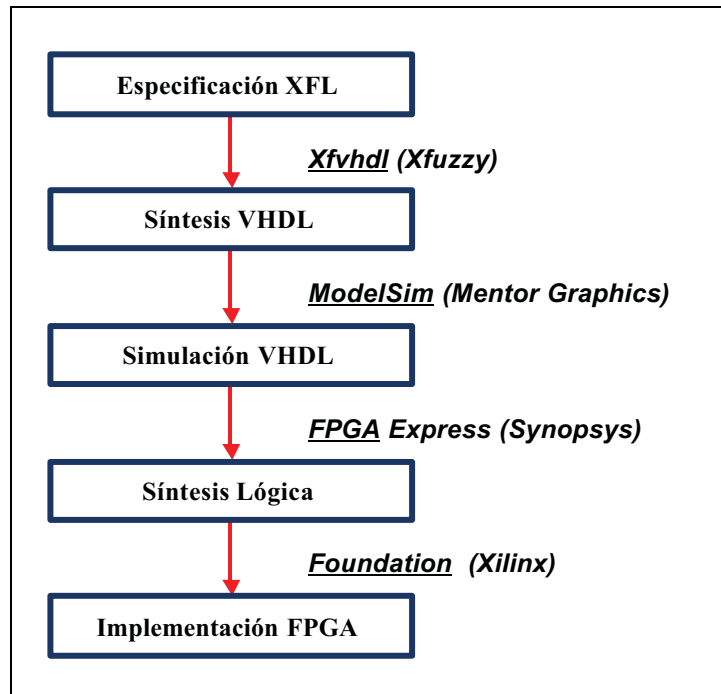 Especificación XFL
Xfvhdl (Xfuzzy)
Síntesis VHDL
ModelSim (Mentor Graphics)
Simulación VHDL
FPGA Express (Synopsys)
Síntesis Lógica
Foundation (Xilinx)
Implementación FPGA